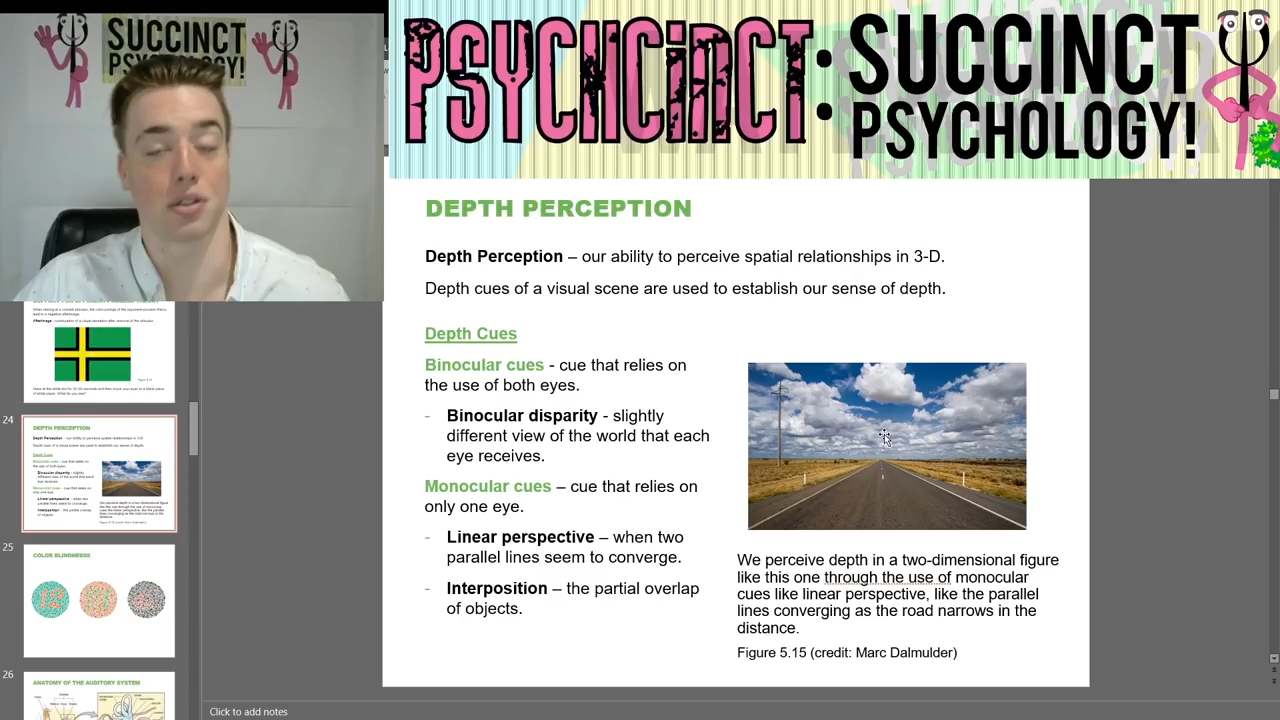 SUCCINCT
PSYCHOLOGY!
PSYCHCiNCT: SUCCINCT
PSYCHOLOGY!
DEPTH PERCEPTION
Depth Perception – our ability to perceive spatial relationships in 3-D.
Depth cues of a visual scene are used to establish our sense of depth.
Depth Cues
Binocular cues - cue that relies on
the use of both eyes.
- Binocular disparity - slightly
different view of the world that each
eye receives.
Monocular cues – cue that relies on
only one eye.
- Linear perspective – when two
parallel lines seem to converge.
- Interposition – the partial overlap
of objects.
We perceive depth in a two-dimensional figure
like this one through the use of monocular
cues like linear perspective, like the parallel
lines converging as the road narrows in the
distance.
Figure 5.15 (credit: Marc Dalmulder)
24
DEPTH PERCEPTION
25
COLOR BLINDNESS
26
ANATOMY OF THE AUDITORY SYSTEM
Click to add notes